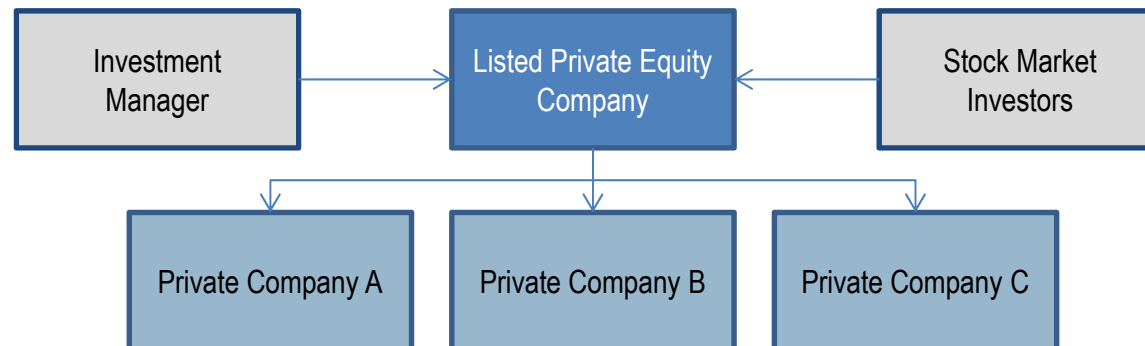 Investment
Manager
Listed Private Equity
Company
Stock Market
Investors
Private Company A
Private Company B
Private Company C